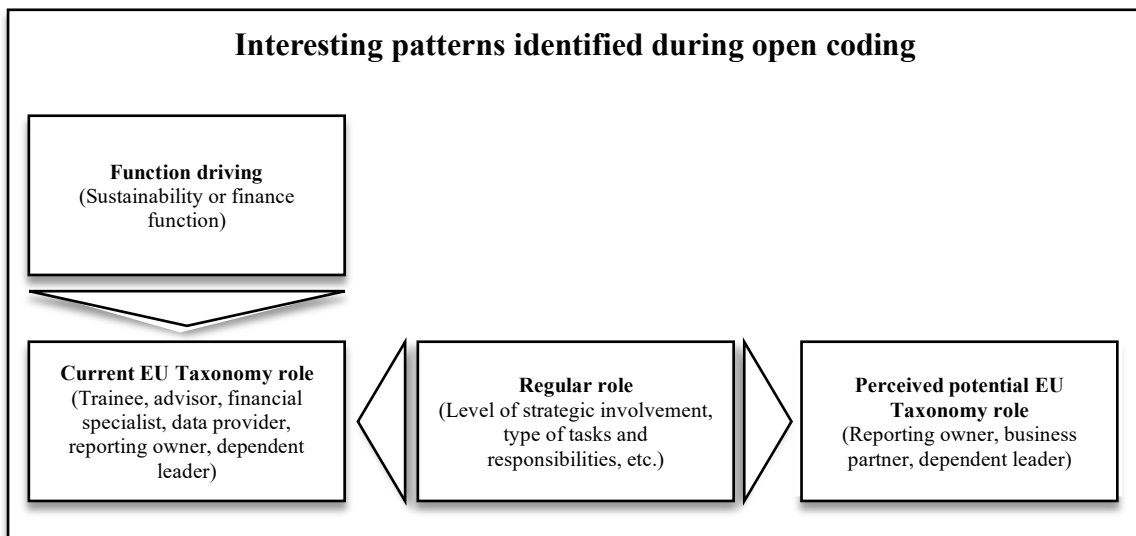 Interesting patterns identified during open coding
Function driving
(Sustainability or finance
function)
Current EU Taxonomy role
(Trainee, advisor, financial
specialist, data provider,
reporting owner, dependent
leader)
Regular role
(Level of strategic involvement,
type of tasks and
responsibilities, etc.)
Perceived potential EU
Taxonomy role
(Reporting owner, business
partner, dependent leader)